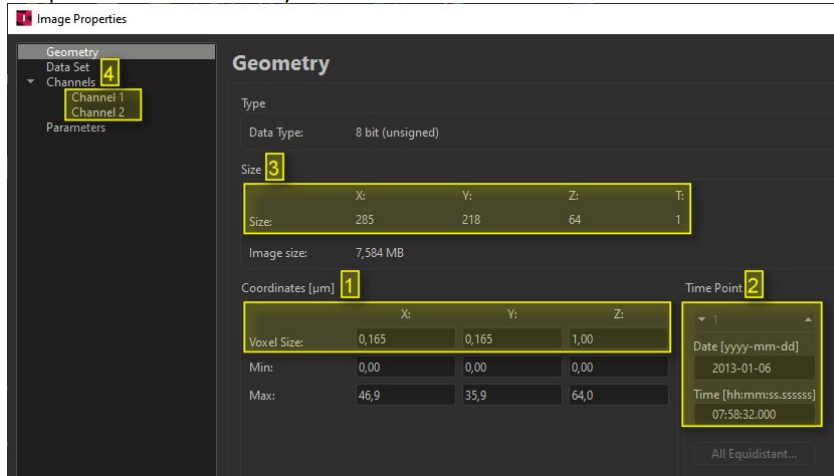 Image Properties
Geometry
Data Set
4
Channels
Channel 1
Channel 2
Parameters
Geometry
Type
Data Type: 8 bit (unsigned)
Size 3
X: Y: Z: T:
Size: 285 218 64 1
Image size: 7,584 MB
Coordinates [µm] 1
X: Y: Z:
Voxel Size: 0,165 0,165 1,00
Min: 0,00 0,00 0,00
Max: 46,9 35,9 64,0
Time Point 2
1
Date [yyyy-mm-dd]
2013-01-06
Time [hh:mm:ss.ssssss]
07:58:32.000
All Equidistant...